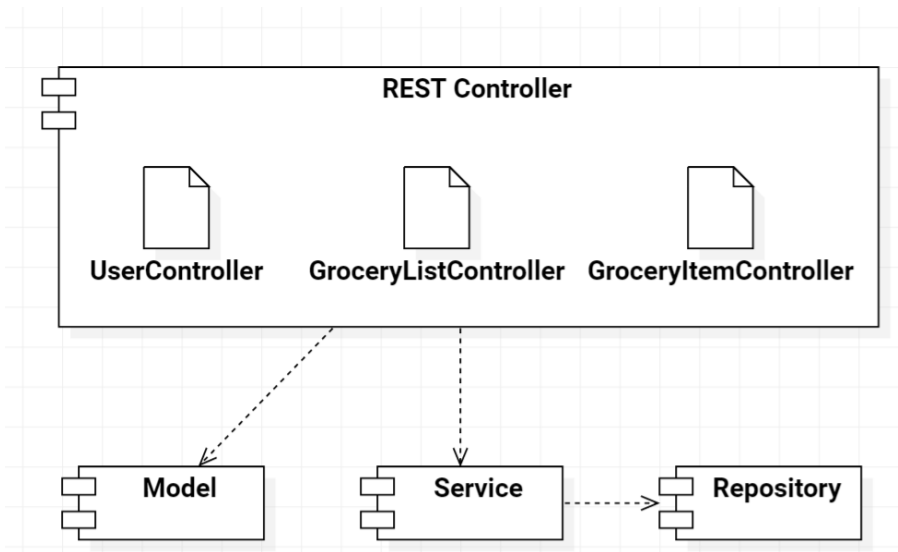 REST Controller
UserController
GroceryListController
GroceryItemController
Model
Service
Repository